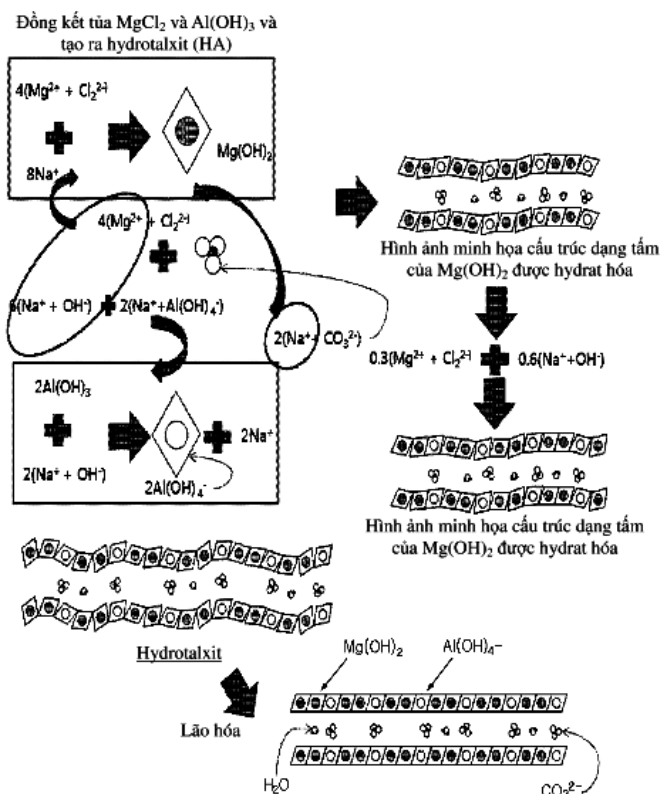 Đồng kết tủa MgCl₂ và Al(OH)₃ và
tạo ra hydrotalxit (HA)
4(Mg²⁺ + Cl₂²⁻)
Mg(OH)₂
8Na⁺
4(Mg²⁺ + Cl₂²⁻)
(Na⁺ + OH⁻)
2(Na⁺+Al(OH)₄⁻)
2(Na⁺ CO₃²⁻)
2Al(OH)₃
2Na⁺
2(Na⁺ + OH⁻)
2Al(OH)₄⁻
Hình ảnh minh họa cấu trúc dạng tấm
của Mg(OH)₂ được hydrat hóa
0.3(Mg²⁺ + Cl₂²⁻)
0.6(Na⁺+OH⁻)
Hình ảnh minh họa cấu trúc dạng tấm
của Mg(OH)₂ được hydrat hóa
Hydrotalxit
Lão hóa
Mg(OH)₂
Al(OH)₄⁻
H₂O
CO₃²⁻